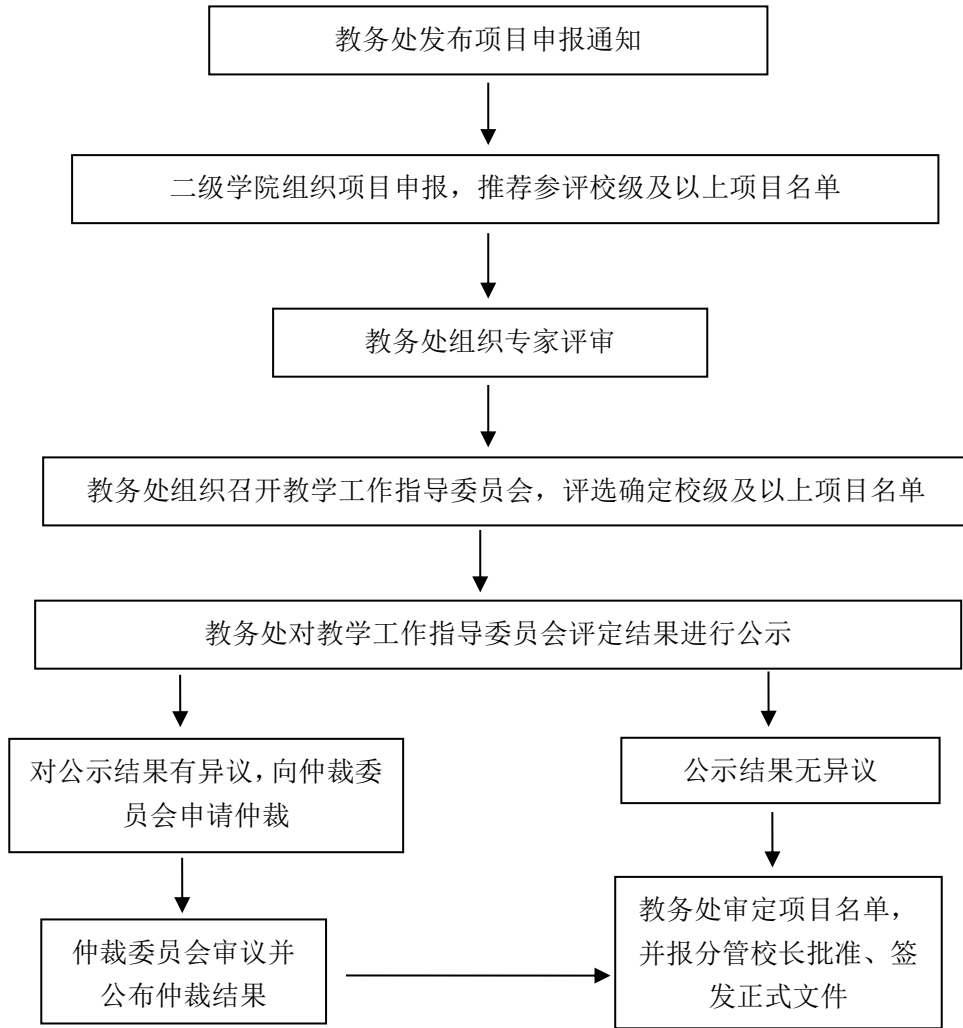 教务处发布项目申报通知
二级学院组织项目申报，推荐参评校级及以上项目名单
教务处组织专家评审
教务处组织召开教学工作指导委员会，评选确定校级及以上项目名单
教务处对教学工作指导委员会评定结果进行公示
对公示结果有异议，向仲裁委
员会申请仲裁
公示结果无异议
仲裁委员会审议并
公布仲裁结果
教务处审定项目名单，
并报分管校长批准、签
发正式文件